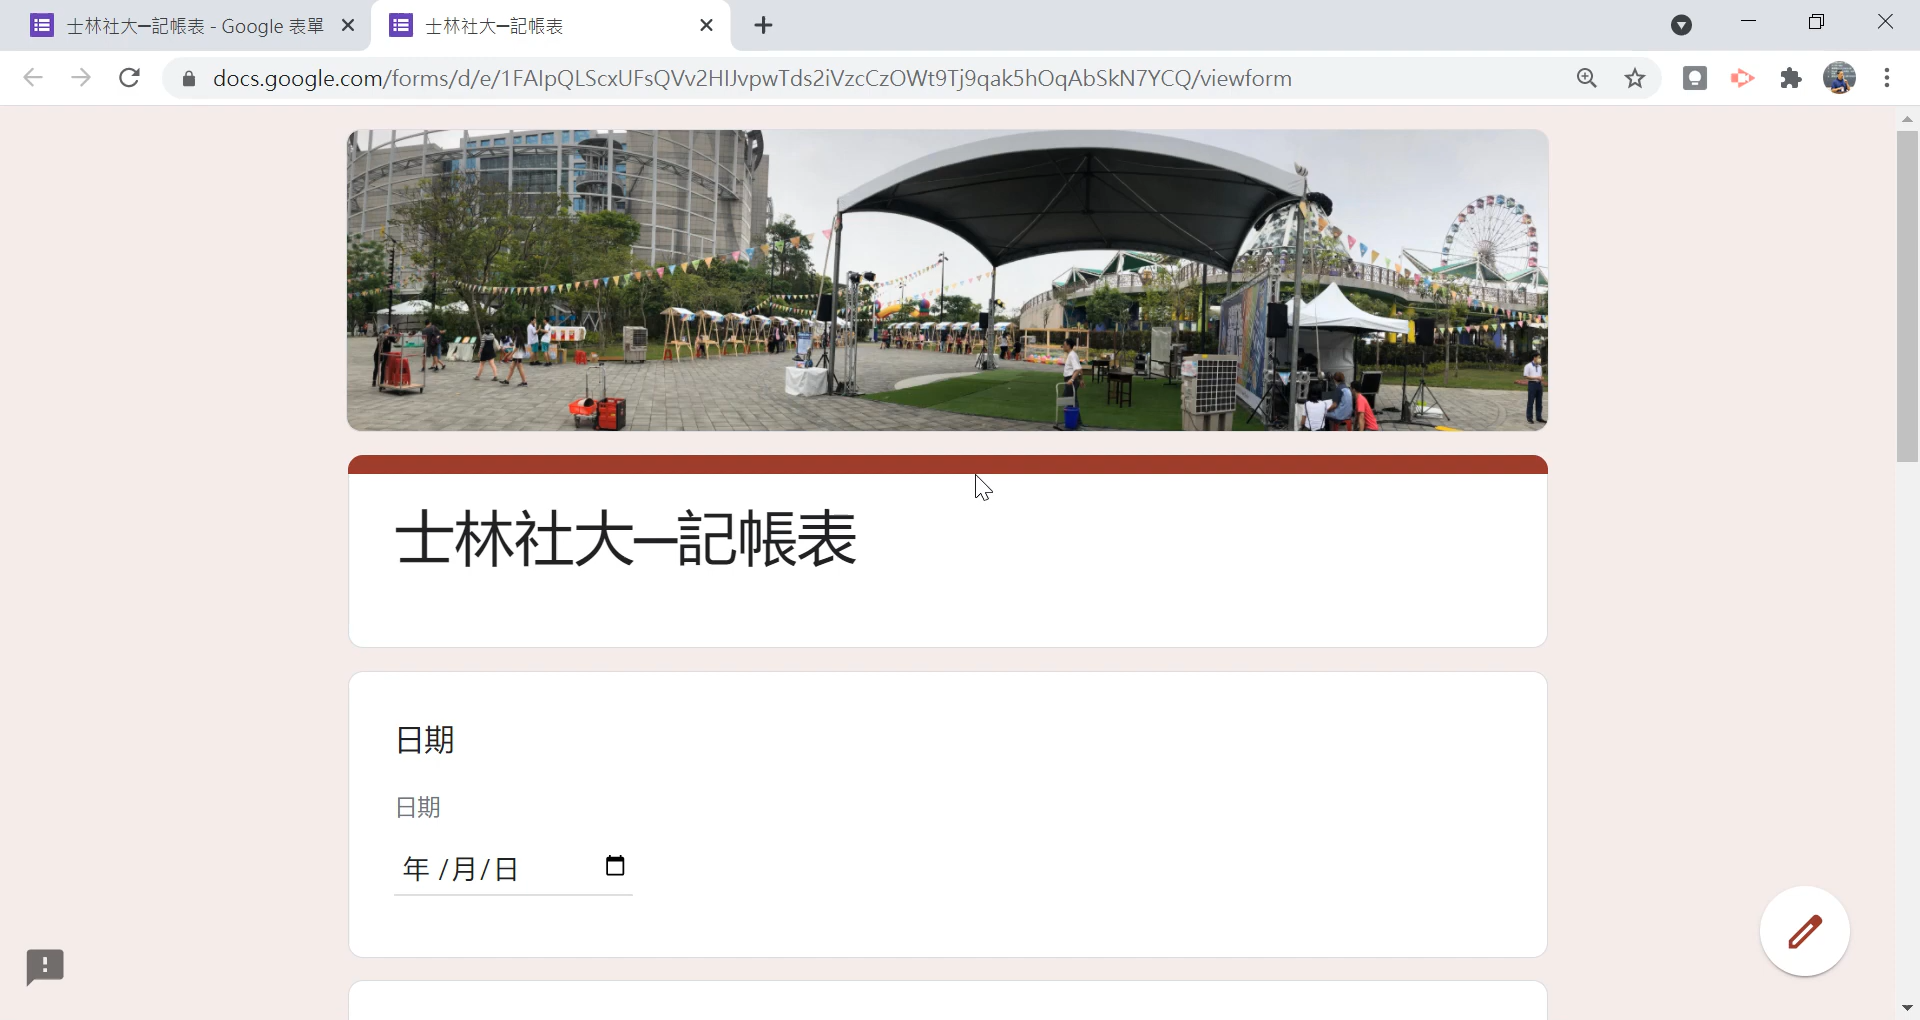 士林社大─記帳表 - Google 表單
士林社大─記帳表
docs.google.com/forms/d/e/1FAIpQLScxUFsQVv2HIJvpwTds2iVzcCzOWt9Tj9qak5hOqAbSkN7YCQ/viewform
士林社大─記帳表
日期
日期
年 /月/日